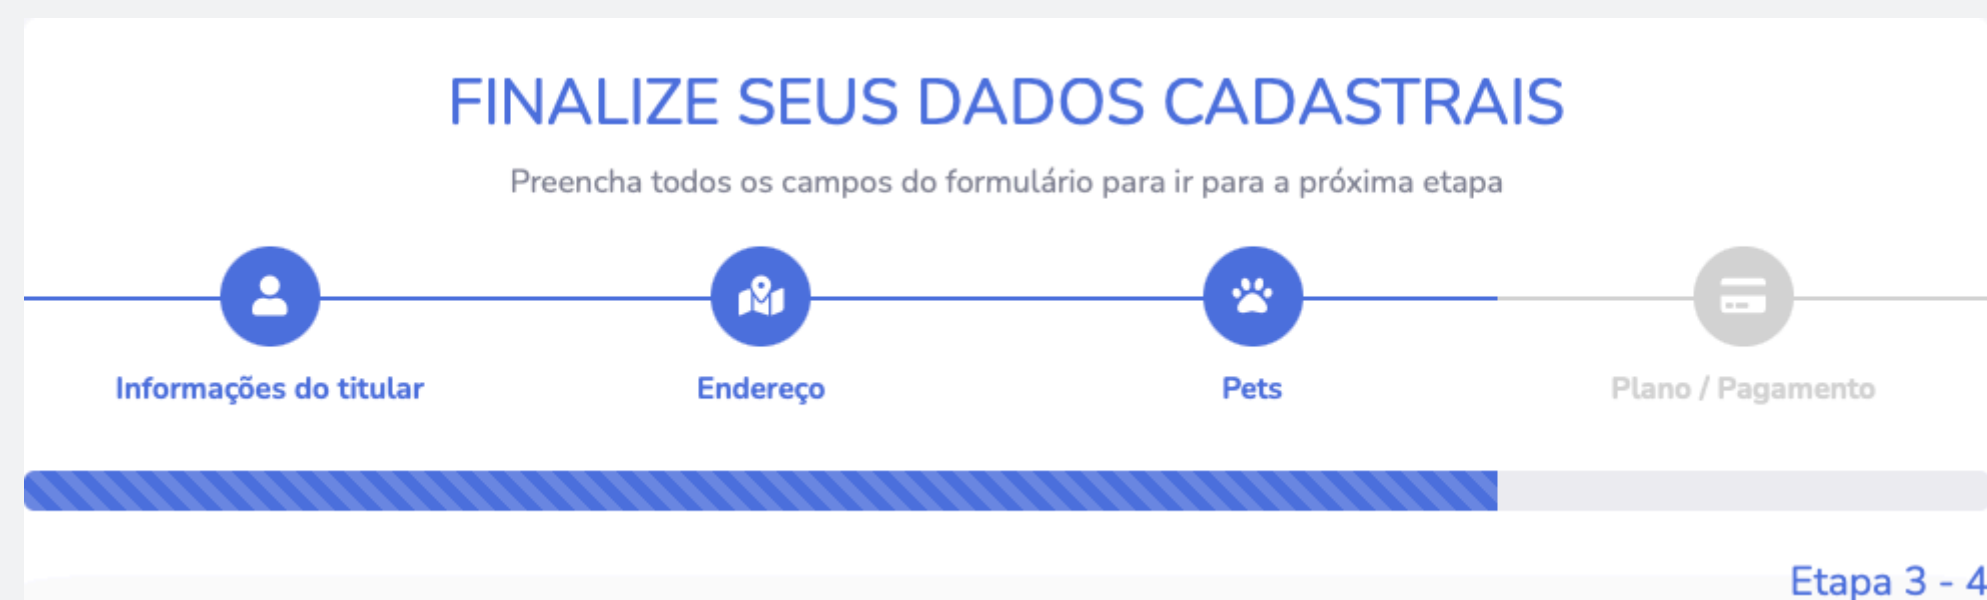 FINALIZE SEUS DADOS CADASTRAIS
Preencha todos os campos do formulário para ir para a próxima etapa
Informações do titular
Endereço
Pets
Plano / Pagamento
Etapa 3 - 4